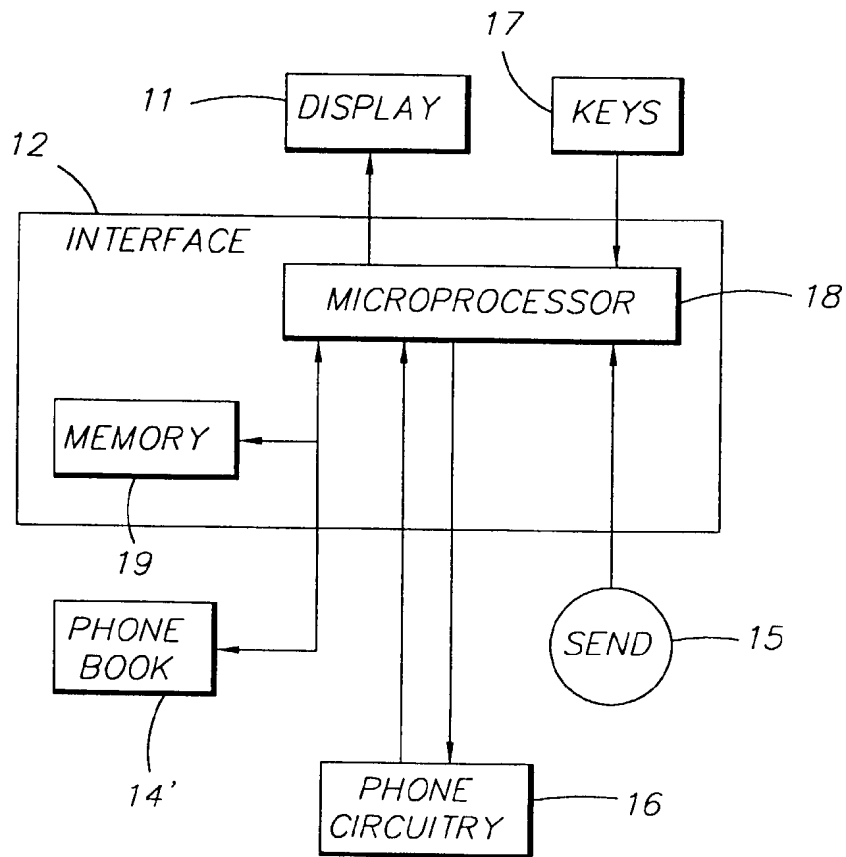 17
11
DISPLAY
KEYS
12
INTERFACE
MICROPROCESSOR
18
MEMORY
19
PHONE
BOOK
SEND
15
14'
PHONE
CIRCUITRY
16